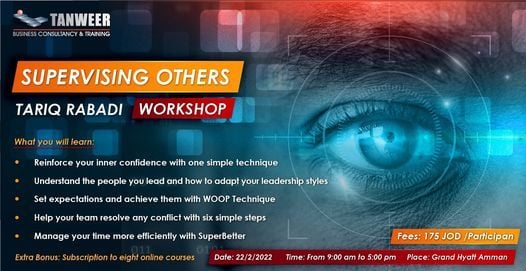 TANWEER
BUSINESS CONSULTANCY & TRAINING
SUPERVISING OTHERS
TARIQ RABADI WORKSHOP
What you will learn:
• Reinforce your inner confidence with one simple technique
• Understand the people you lead and how to adapt your leadership styles
• Set expectations and achieve them with WOOP Technique
• Help your team resolve any conflict with six simple steps
• Manage your time more efficiently with SuperBetter
Fees: 175 JOD /Participan
Extra Bonus: Subscription to eight online courses
Date: 22/2/2022 Time: From 9:00 am to 5:00 pm Place: Grand Hyatt Amman